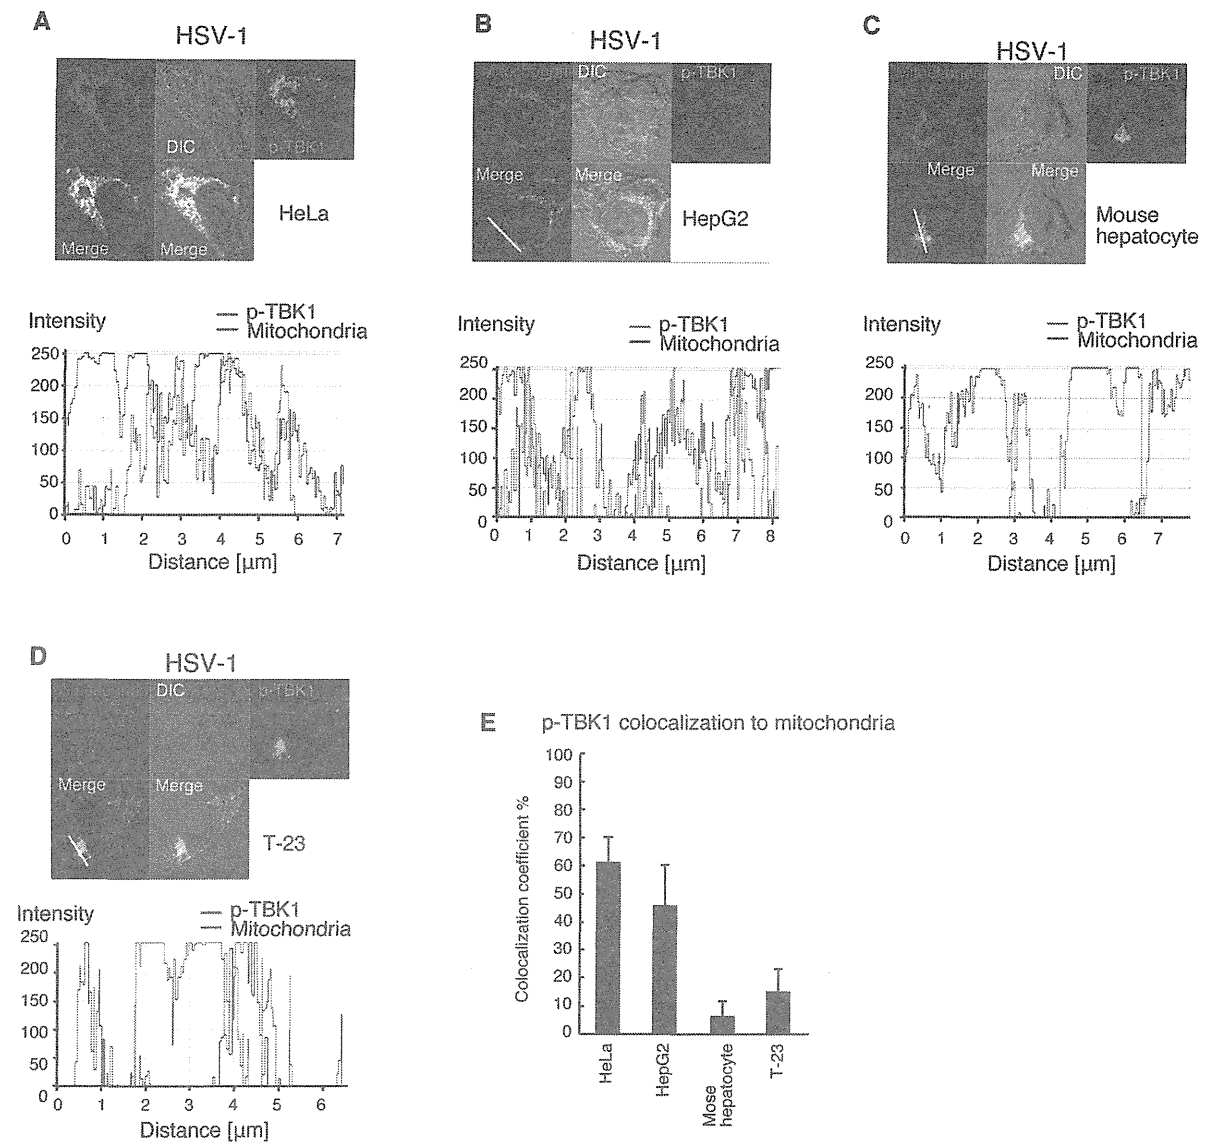 A
HSV-1
DIC
p-TBK1
Merge
Merge
HeLa
Intensity
p-TBK1
Mitochondria
250
200
150
100
50
0
0 1 2 3 4 5 6 7
Distance [µm]
B
HSV-1
DIC
p-TBK1
Merge
Merge
HepG2
Intensity
p-TBK1
Mitochondria
250
200
150
100
50
0
0 1 2 3 4 5 6 7 8
Distance [µm]
C
HSV-1
DIC
p-TBK1
Merge
Merge
Mouse
hepatocyte
Intensity
p-TBK1
Mitochondria
250
200
150
100
50
0
0 1 2 3 4 5 6 7
Distance [µm]
D
HSV-1
DIC
p-TBK1
Merge
Merge
T-23
Intensity
p-TBK1
Mitochondria
250
200
150
100
50
0
0 1 2 3 4 5 6
Distance [µm]
E
p-TBK1 colocalization to mitochondria
Colocalization coefficient %
100
90
80
70
60
50
40
30
20
10
0
HeLa
HepG2
Mose
hepatocyte
T-23